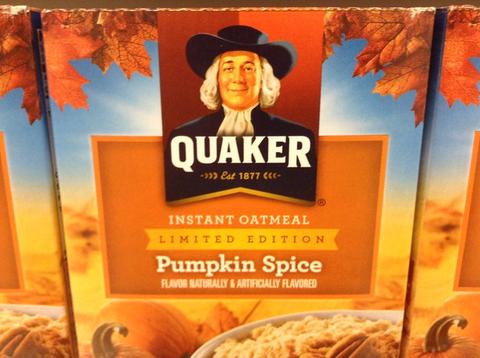 QUAKER
Est 1877
®
INSTANT OATMEAL
LIMITED EDITION
Pumpkin Spice
FLAVOR NATURALLY & ARTIFICIALLY FLAVORED